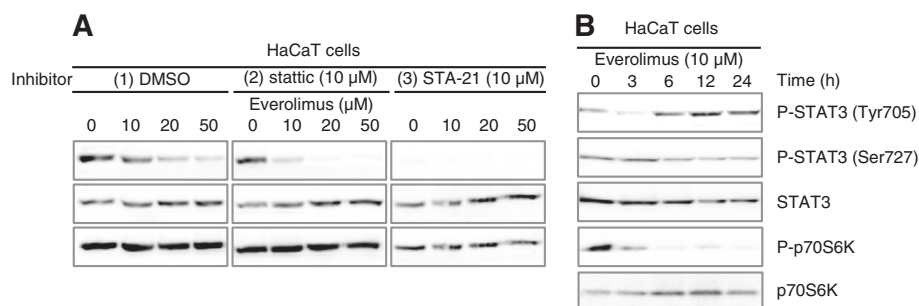 A
HaCaT cells
Inhibitor (1) DMSO (2) stattic (10 µM) (3) STA-21 (10 µM)
Everolimus (µM)
0 10 20 50 0 10 20 50 0 10 20 50
B
HaCaT cells
Everolimus (10 µM)
0 3 6 12 24 Time (h)
P-STAT3 (Tyr705)
P-STAT3 (Ser727)
STAT3
P-p70S6K
p70S6K